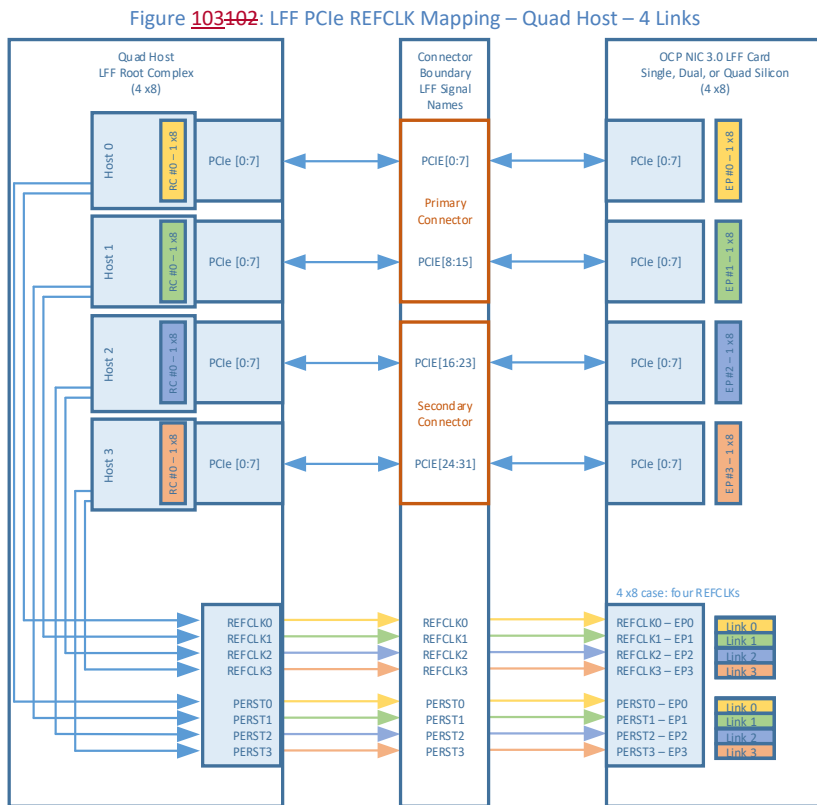 Figure 103102: LFF PCIe REFCLK Mapping – Quad Host – 4 Links
Quad Host
LFF Root Complex
(4 x8)
Connector
Boundary
LFF Signal
Names
OCP NIC 3.0 LFF Card
Single, Dual, or Quad Silicon
(4 x8)
Host 0
RC #0 – 1 x8
PCIe [0:7]
PCIE[0:7]
PCIe [0:7]
EP #0 – 1 x8
Primary
Connector
Host 1
RC #0 – 1 x8
PCIe [0:7]
PCIE[8:15]
PCIe [0:7]
EP #1 – 1 x8
Host 2
RC #0 – 1 x8
PCIe [0:7]
PCIE[16:23]
PCIe [0:7]
EP #2 – 1 x8
Secondary
Connector
Host 3
RC #0 – 1 x8
PCIe [0:7]
PCIE[24:31]
PCIe [0:7]
EP #3 – 1 x8
4 x8 case: four REFCLKs
REFCLK0
REFCLK1
REFCLK2
REFCLK3
PERST0
PERST1
PERST2
PERST3
REFCLK0
REFCLK1
REFCLK2
REFCLK3
PERST0
PERST1
PERST2
PERST3
REFCLK0 – EP0
REFCLK1 – EP1
REFCLK2 – EP2
REFCLK3 – EP3
PERST0 – EP0
PERST1 – EP1
PERST2 – EP2
PERST3 – EP3
Link 0
Link 1
Link 2
Link 3
Link 0
Link 1
Link 2
Link 3